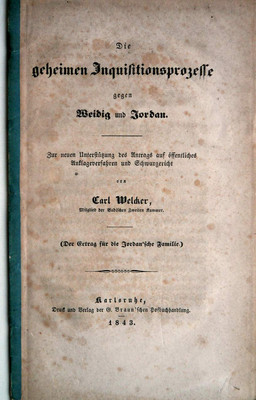 Die
geheimen Inquisitionsprozesse
gegen
Weidig und Jordan.
Zur neuen Unterstützung des Antrags auf öffentliches
Anklageverfahren und Schwurgericht
von
Carl Welcker,
Mitglied der Badischen Zweiten Kammer.
(Der Ertrag für die Jordan'sche Familie.)
Karlsruhe,
Druck und Verlag der G. Braun'schen Hofbuchhandlung.
1843.